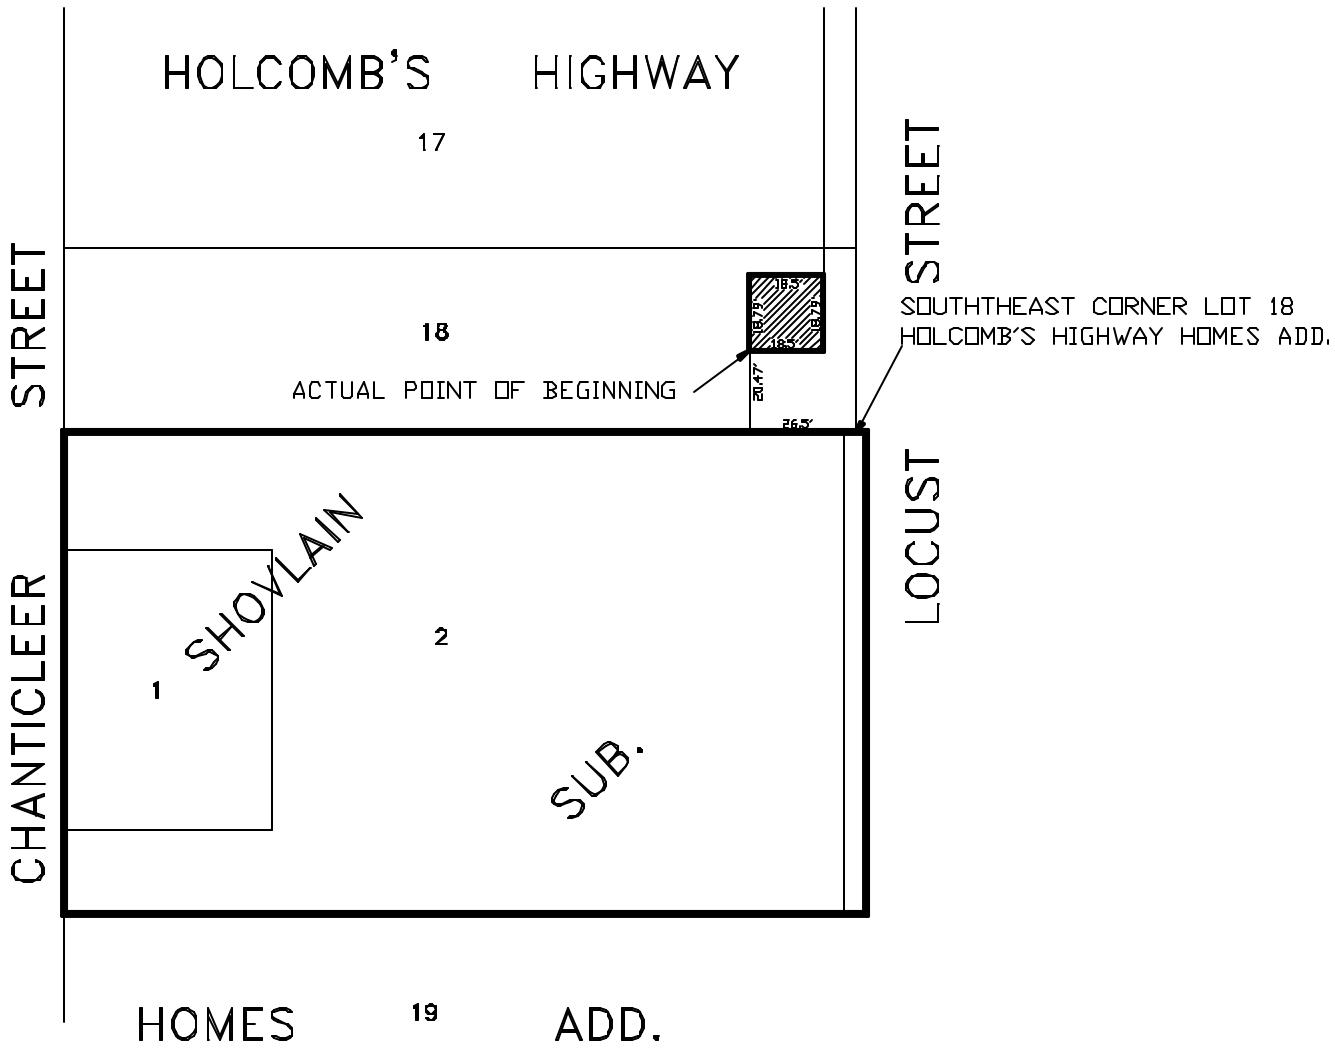 HOLCOMB'S HIGHWAY
17
STREET
STREET
18.5'
18.79'
18.79'
18.5'
18
SOUTHTHEAST CORNER LOT 18
HOLCOMB'S HIGHWAY HOMES ADD.
ACTUAL POINT OF BEGINNING
20.47'
26.5'
LOCUST
CHANTICLEER
SHOVLAIN
2
1
SUB.
HOMES 19 ADD.